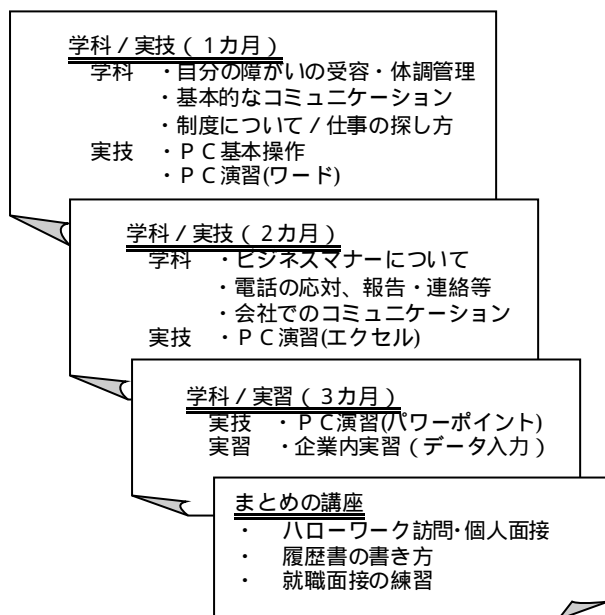 学科/実技(1カ月)
学科 ・自分の障がいの受容・体調管理
・基本的なコミュニケーション
・制度について/仕事の探し方
実技 ・PC基本操作
・PC演習(ワード)
学科/実技(2カ月)
学科 ・ビジネスマナーについて
・電話の応対、報告・連絡等
・会社でのコミュニケーション
実技 ・PC演習(エクセル)
学科/実習(3カ月)
実技 ・PC演習(パワーポイント)
実習 ・企業内実習(データ入力)
まとめの講座
・ ハローワーク訪問・個人面接
・ 履歴書の書き方
・ 就職面接の練習